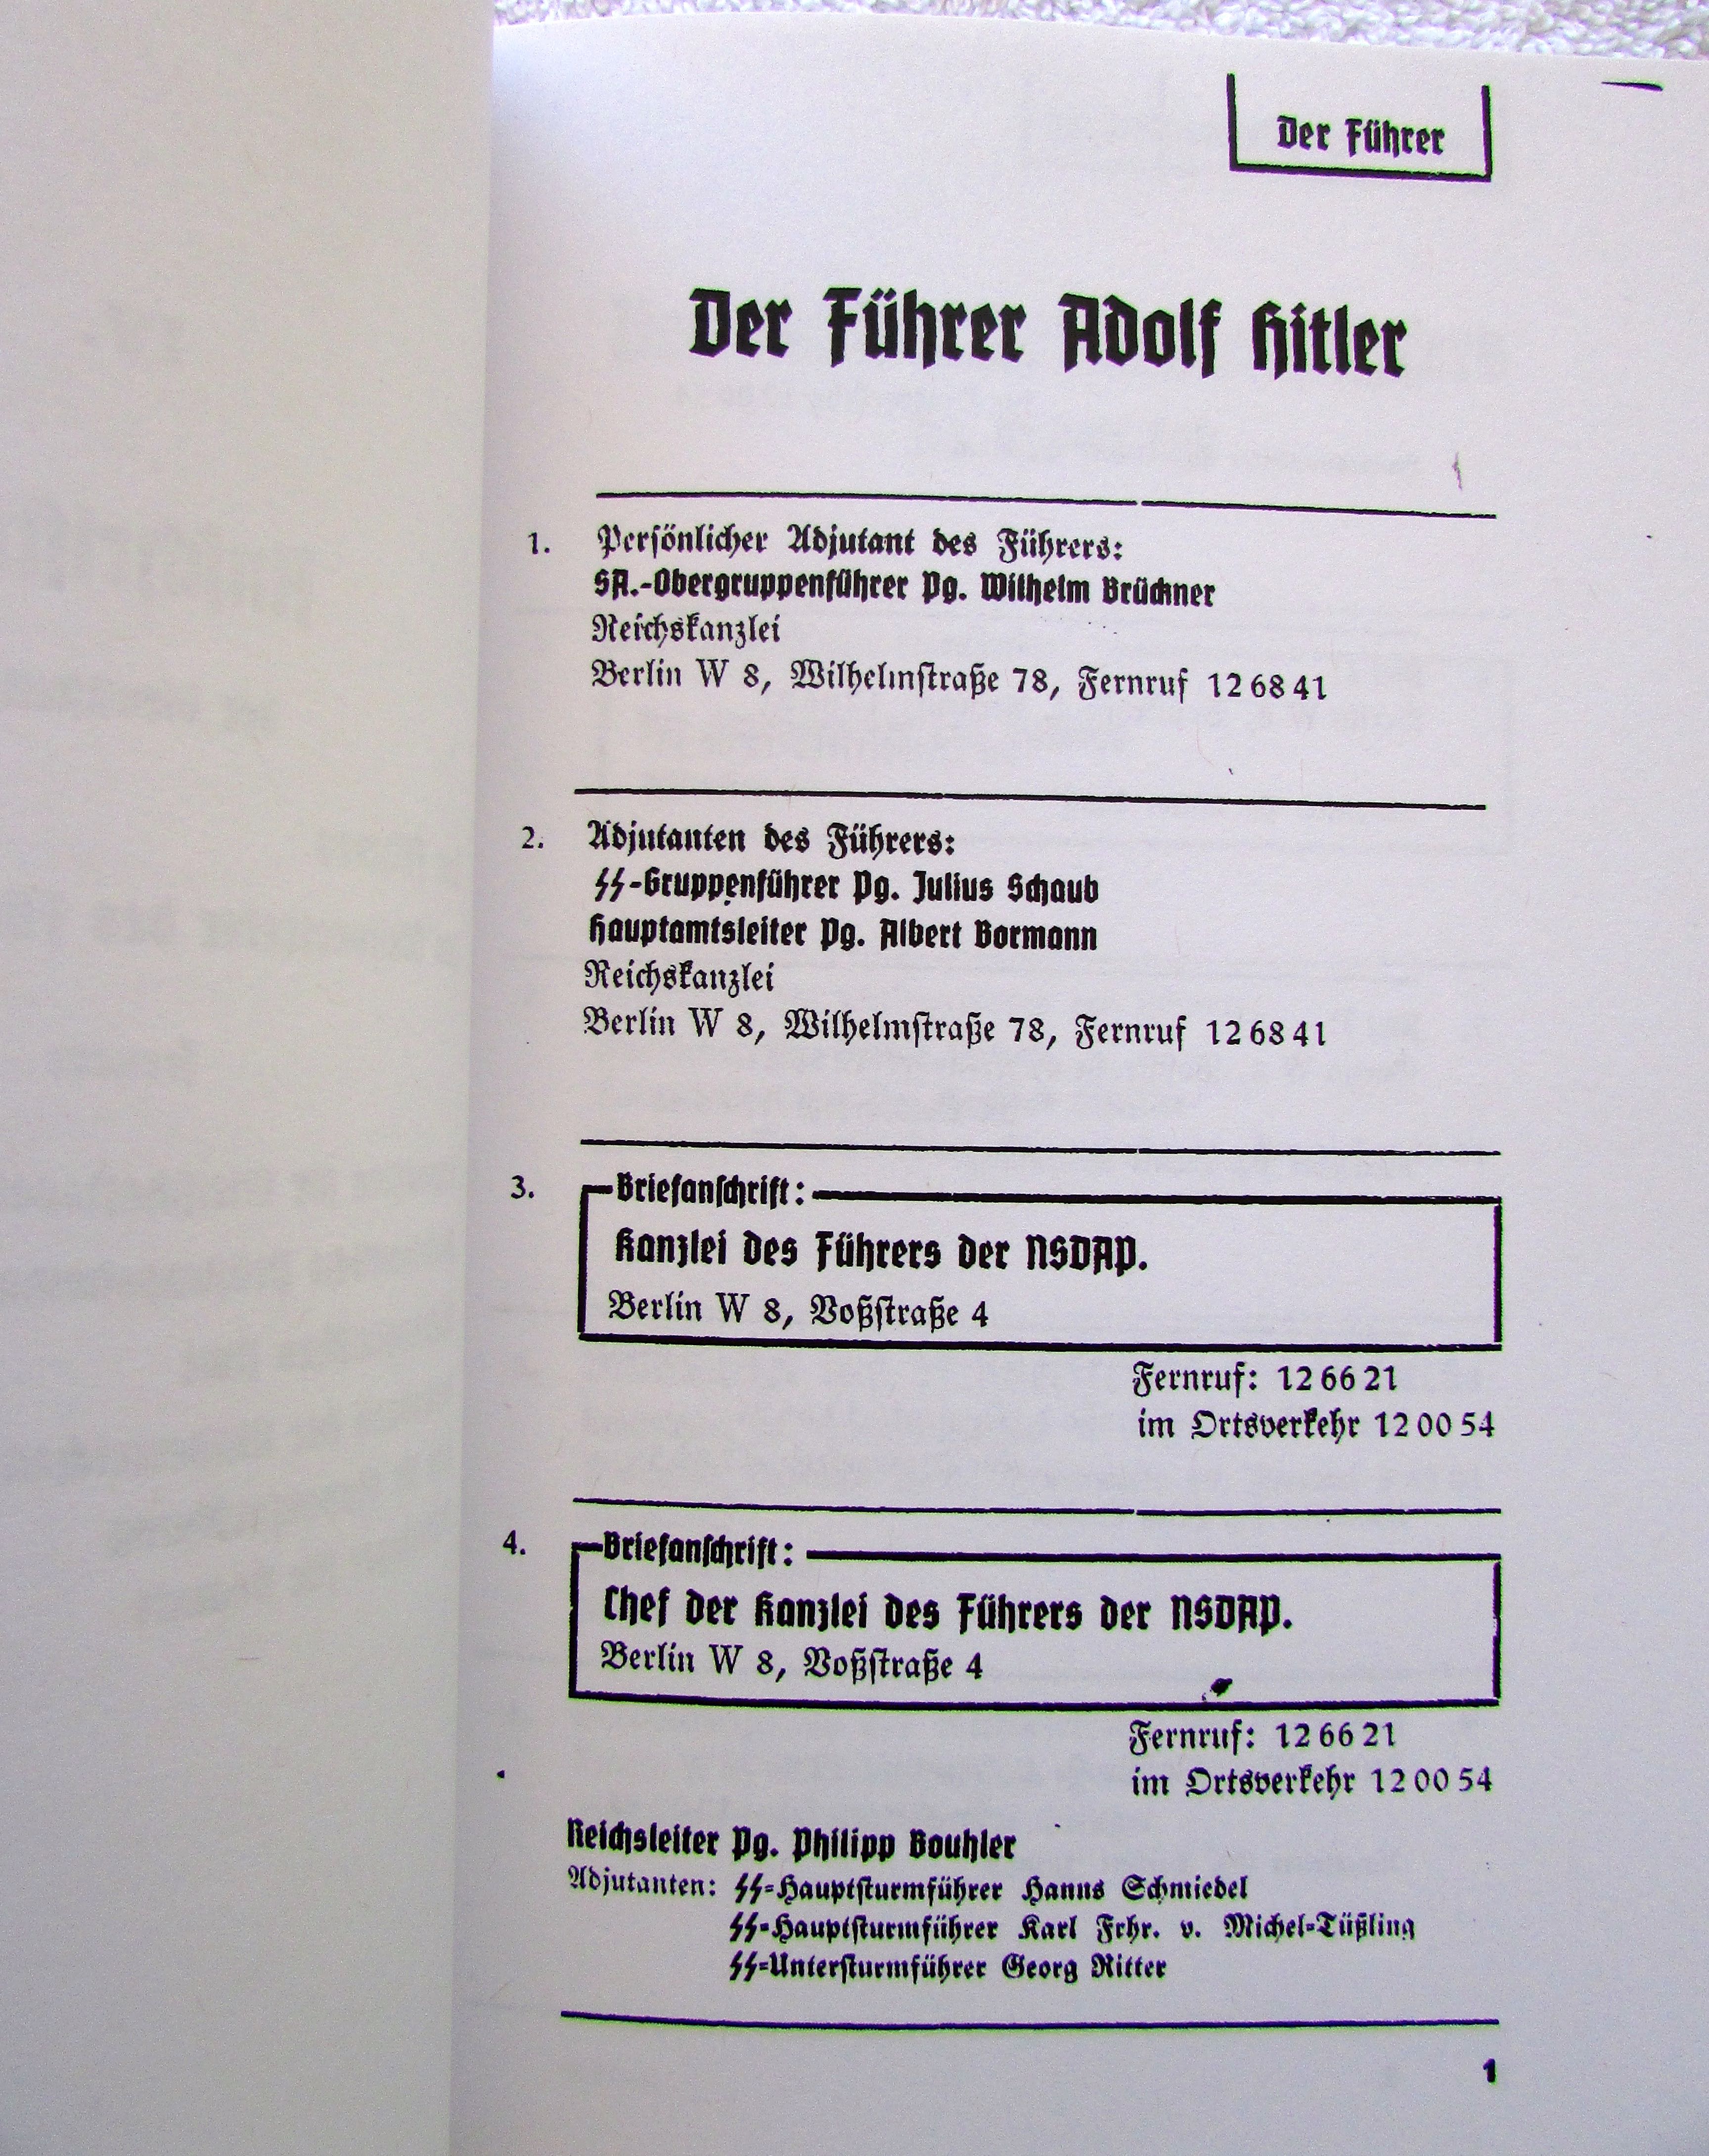 Der Führer
Der Führer Adolf Hitler
1. Persönlicher Adjutant des Führers:
SA.-Obergruppenführer Pg. Wilhelm Brückner
Reichskanzlei
Berlin W 8, Wilhelmstraße 78, Fernruf 12 68 41
2. Adjutanten des Führers:
SS-Gruppenführer Pg. Julius Schaub
Hauptamtsleiter Pg. Albert Bormann
Reichskanzlei
Berlin W 8, Wilhelmstraße 78, Fernruf 12 68 41
3. Briefanschrift:
Kanzlei des Führers der NSDAP.
Berlin W 8, Voßstraße 4
Fernruf: 12 66 21
im Ortsverkehr 12 00 54
4. Briefanschrift:
Chef der Kanzlei des Führers der NSDAP.
Berlin W 8, Voßstraße 4
Fernruf: 12 66 21
im Ortsverkehr 12 00 54
Reichsleiter Pg. Philipp Bouhler
Adjutanten: SS-Hauptsturmführer Hanns Schmiedel
SS-Hauptsturmführer Karl Frhr. v. Michel-Tüßling
SS-Untersturmführer Georg Ritter
1